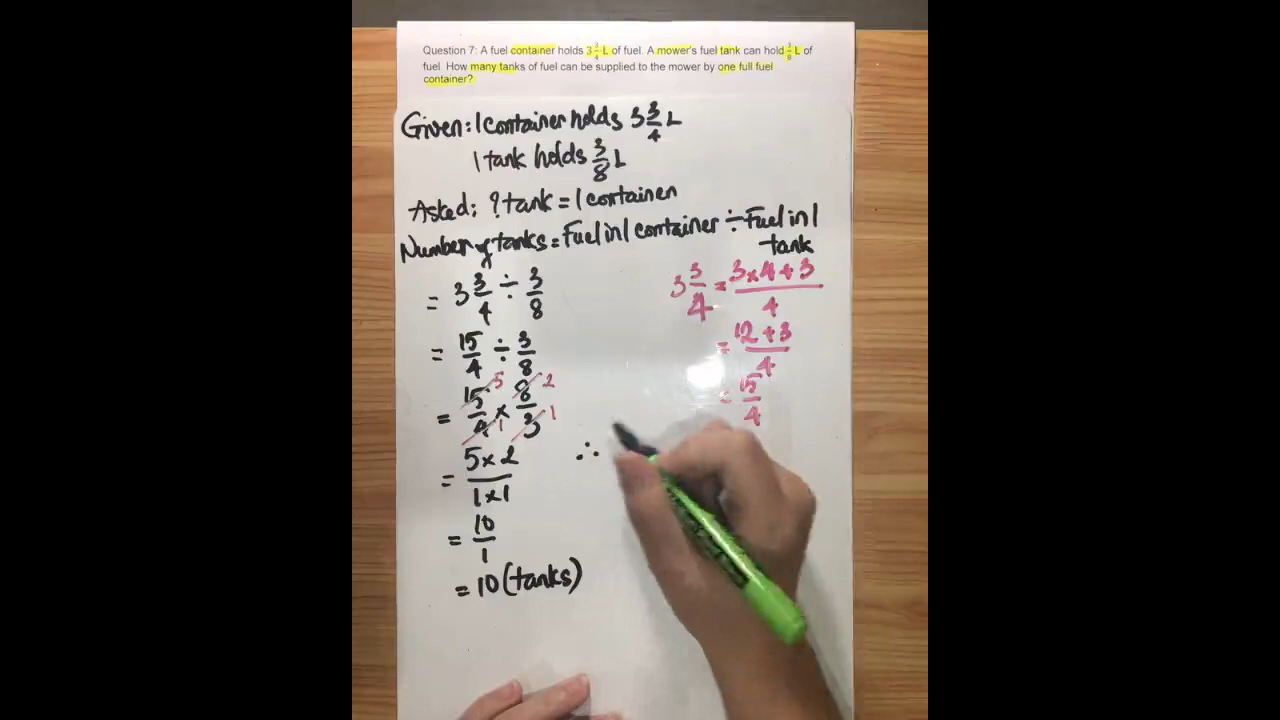 Question 7: A fuel container holds 3 3/4 L of fuel. A mower's fuel tank can hold 3/8 L of
fuel. How many tanks of fuel can be supplied to the mower by one full fuel
container?
Given: 1 container holds 3 3/4 L
1 tank holds 3/8 L
Asked: ? tank = 1 container
Number of tanks = Fuel in 1 container ÷ Fuel in 1
tank
= 3 3/4 ÷ 3/8
= 15/4 ÷ 3/8
= 15/4 × 8/3 5 2 1 1
= 5 × 2 / 1 × 1
= 10/1
= 10 (tanks)
3 3/4 = 3 × 4 + 3 / 4
= 12 + 3 / 4
= 15/4
∴